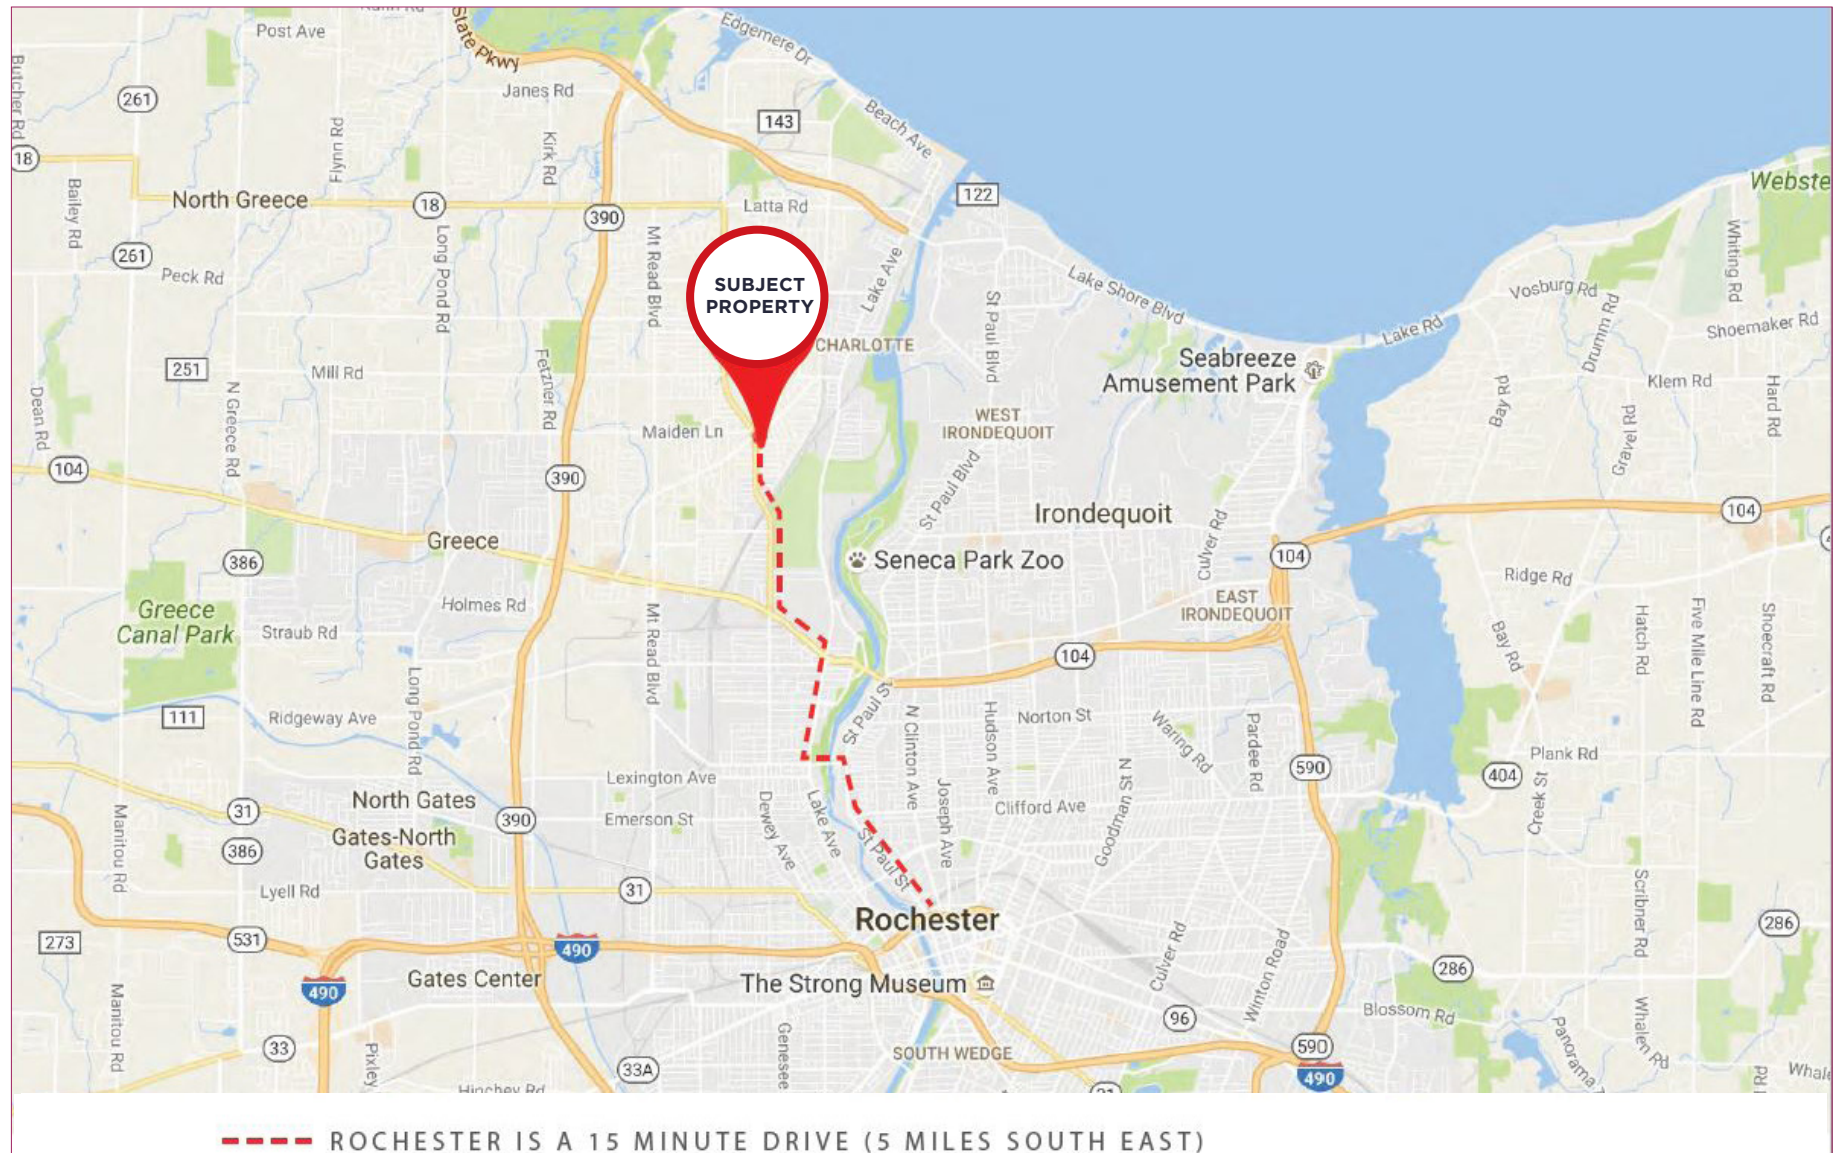 Post Ave
State Pkwy
Edgemere Dr
Butcher Rd
261
Janes Rd
143
Beach Ave
Flynn Rd
Kirk Rd
18
Bailey Rd
North Greece
18
390
Latta Rd
122
Webste
261
Peck Rd
Long Pond Rd
Mt Read Blvd
SUBJECT
PROPERTY
Lake Ave
Lake Shore Blvd
St Paul Blvd
Whiting Rd
Vosburg Rd
Drumm Rd
Shoemaker Rd
Lake Rd
CHARLOTTE
Seabreeze
Amusement Park
251
Mill Rd
Fetzner Rd
N Greece Rd
Dean Rd
Klem Rd
Bay Rd
Hard Rd
Gravel Rd
Maiden Ln
WEST
IRONDEQUOIT
104
390
St Paul Blvd
Irondequoit
Culver Rd
104
Greece
386
Seneca Park Zoo
104
Ridge Rd
Holmes Rd
EAST
IRONDEQUOIT
Greece
Canal Park
Straub Rd
Mt Read Blvd
104
Bay Rd
Hatch Rd
Five Mile Line Rd
Shoecraft Rd
111
Ridgeway Ave
Long Pond Rd
St Paul St
N Clinton Ave
Hudson Ave
Norton St
Waring Rd
Pardee Rd
Plank Rd
590
404
Lexington Ave
North Gates
31
390
Emerson St
Dewey Ave
Lake Ave
Joseph Ave
Clifford Ave
N Goodman St
Creek St
Manitou Rd
386
Gates-North
Gates
St Paul St
Lyell Rd
31
Rochester
Scribner Rd
286
273
531
490
Culver Rd
Winton Road
286
490
Gates Center
The Strong Museum
Manitou Rd
96
Blossom Rd
Whalen Rd
Panorama
33
Pixley
33A
Genesee
SOUTH WEDGE
590
490
Rd
Whale
Hinchey Rd
ROCHESTER IS A 15 MINUTE DRIVE (5 MILES SOUTH EAST)